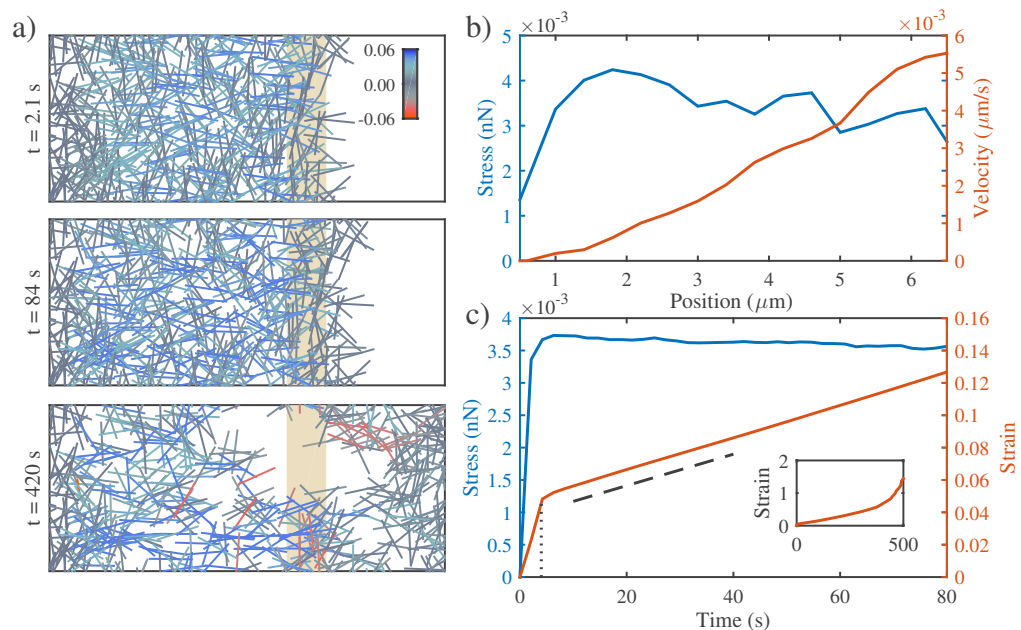 a)
t = 2.1 s
0.06
0.00
-0.06
t = 84 s
t = 420 s
b)
×10⁻³
×10⁻³
5
4
3
2
1
0
Stress (nN)
6
5
4
3
2
1
0
Velocity (μm/s)
1 2 3 4 5 6
Position (μm)
c)
×10⁻³
4
3.5
3
2.5
2
1.5
1
0.5
0
Stress (nN)
0.16
0.14
0.12
0.10
0.08
0.06
0.04
0.02
0
Strain
2
1
0
Strain
0 500
0 20 40 60 80
Time (s)